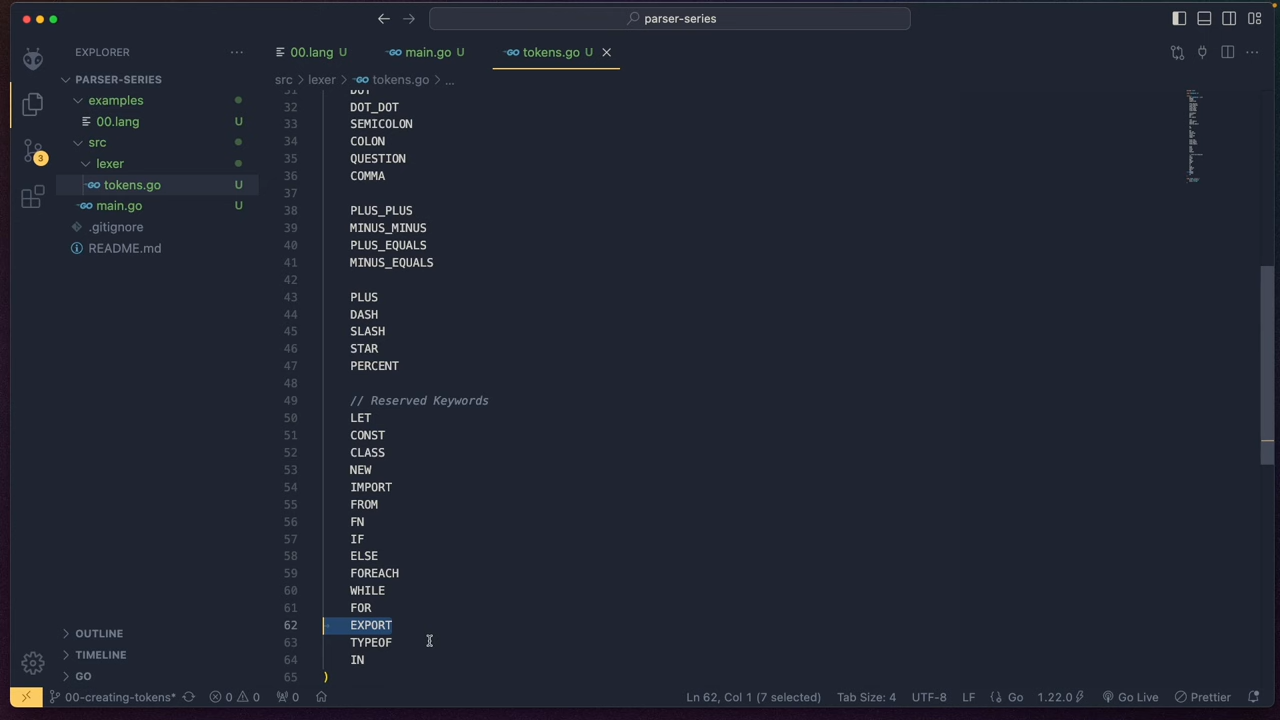 parser-series
EXPLORER
PARSER-SERIES
examples
00.lang U
src
lexer
tokens.go U
main.go U
.gitignore
README.md
OUTLINE
TIMELINE
GO
3
00.lang U
main.go U
tokens.go U
src > lexer > tokens.go > ...
31 DOT
32 DOT_DOT
33 SEMICOLON
34 COLON
35 QUESTION
36 COMMA
37
38 PLUS_PLUS
39 MINUS_MINUS
40 PLUS_EQUALS
41 MINUS_EQUALS
42
43 PLUS
44 DASH
45 SLASH
46 STAR
47 PERCENT
48
49 // Reserved Keywords
50 LET
51 CONST
52 CLASS
53 NEW
54 IMPORT
55 FROM
56 FN
57 IF
58 ELSE
59 FOREACH
60 WHILE
61 FOR
62 EXPORT
63 TYPEOF
64 IN
65 )
00-creating-tokens* 0 0 0 Ln 62, Col 1 (7 selected) Tab Size: 4 UTF-8 LF Go 1.22.0 Go Live Prettier